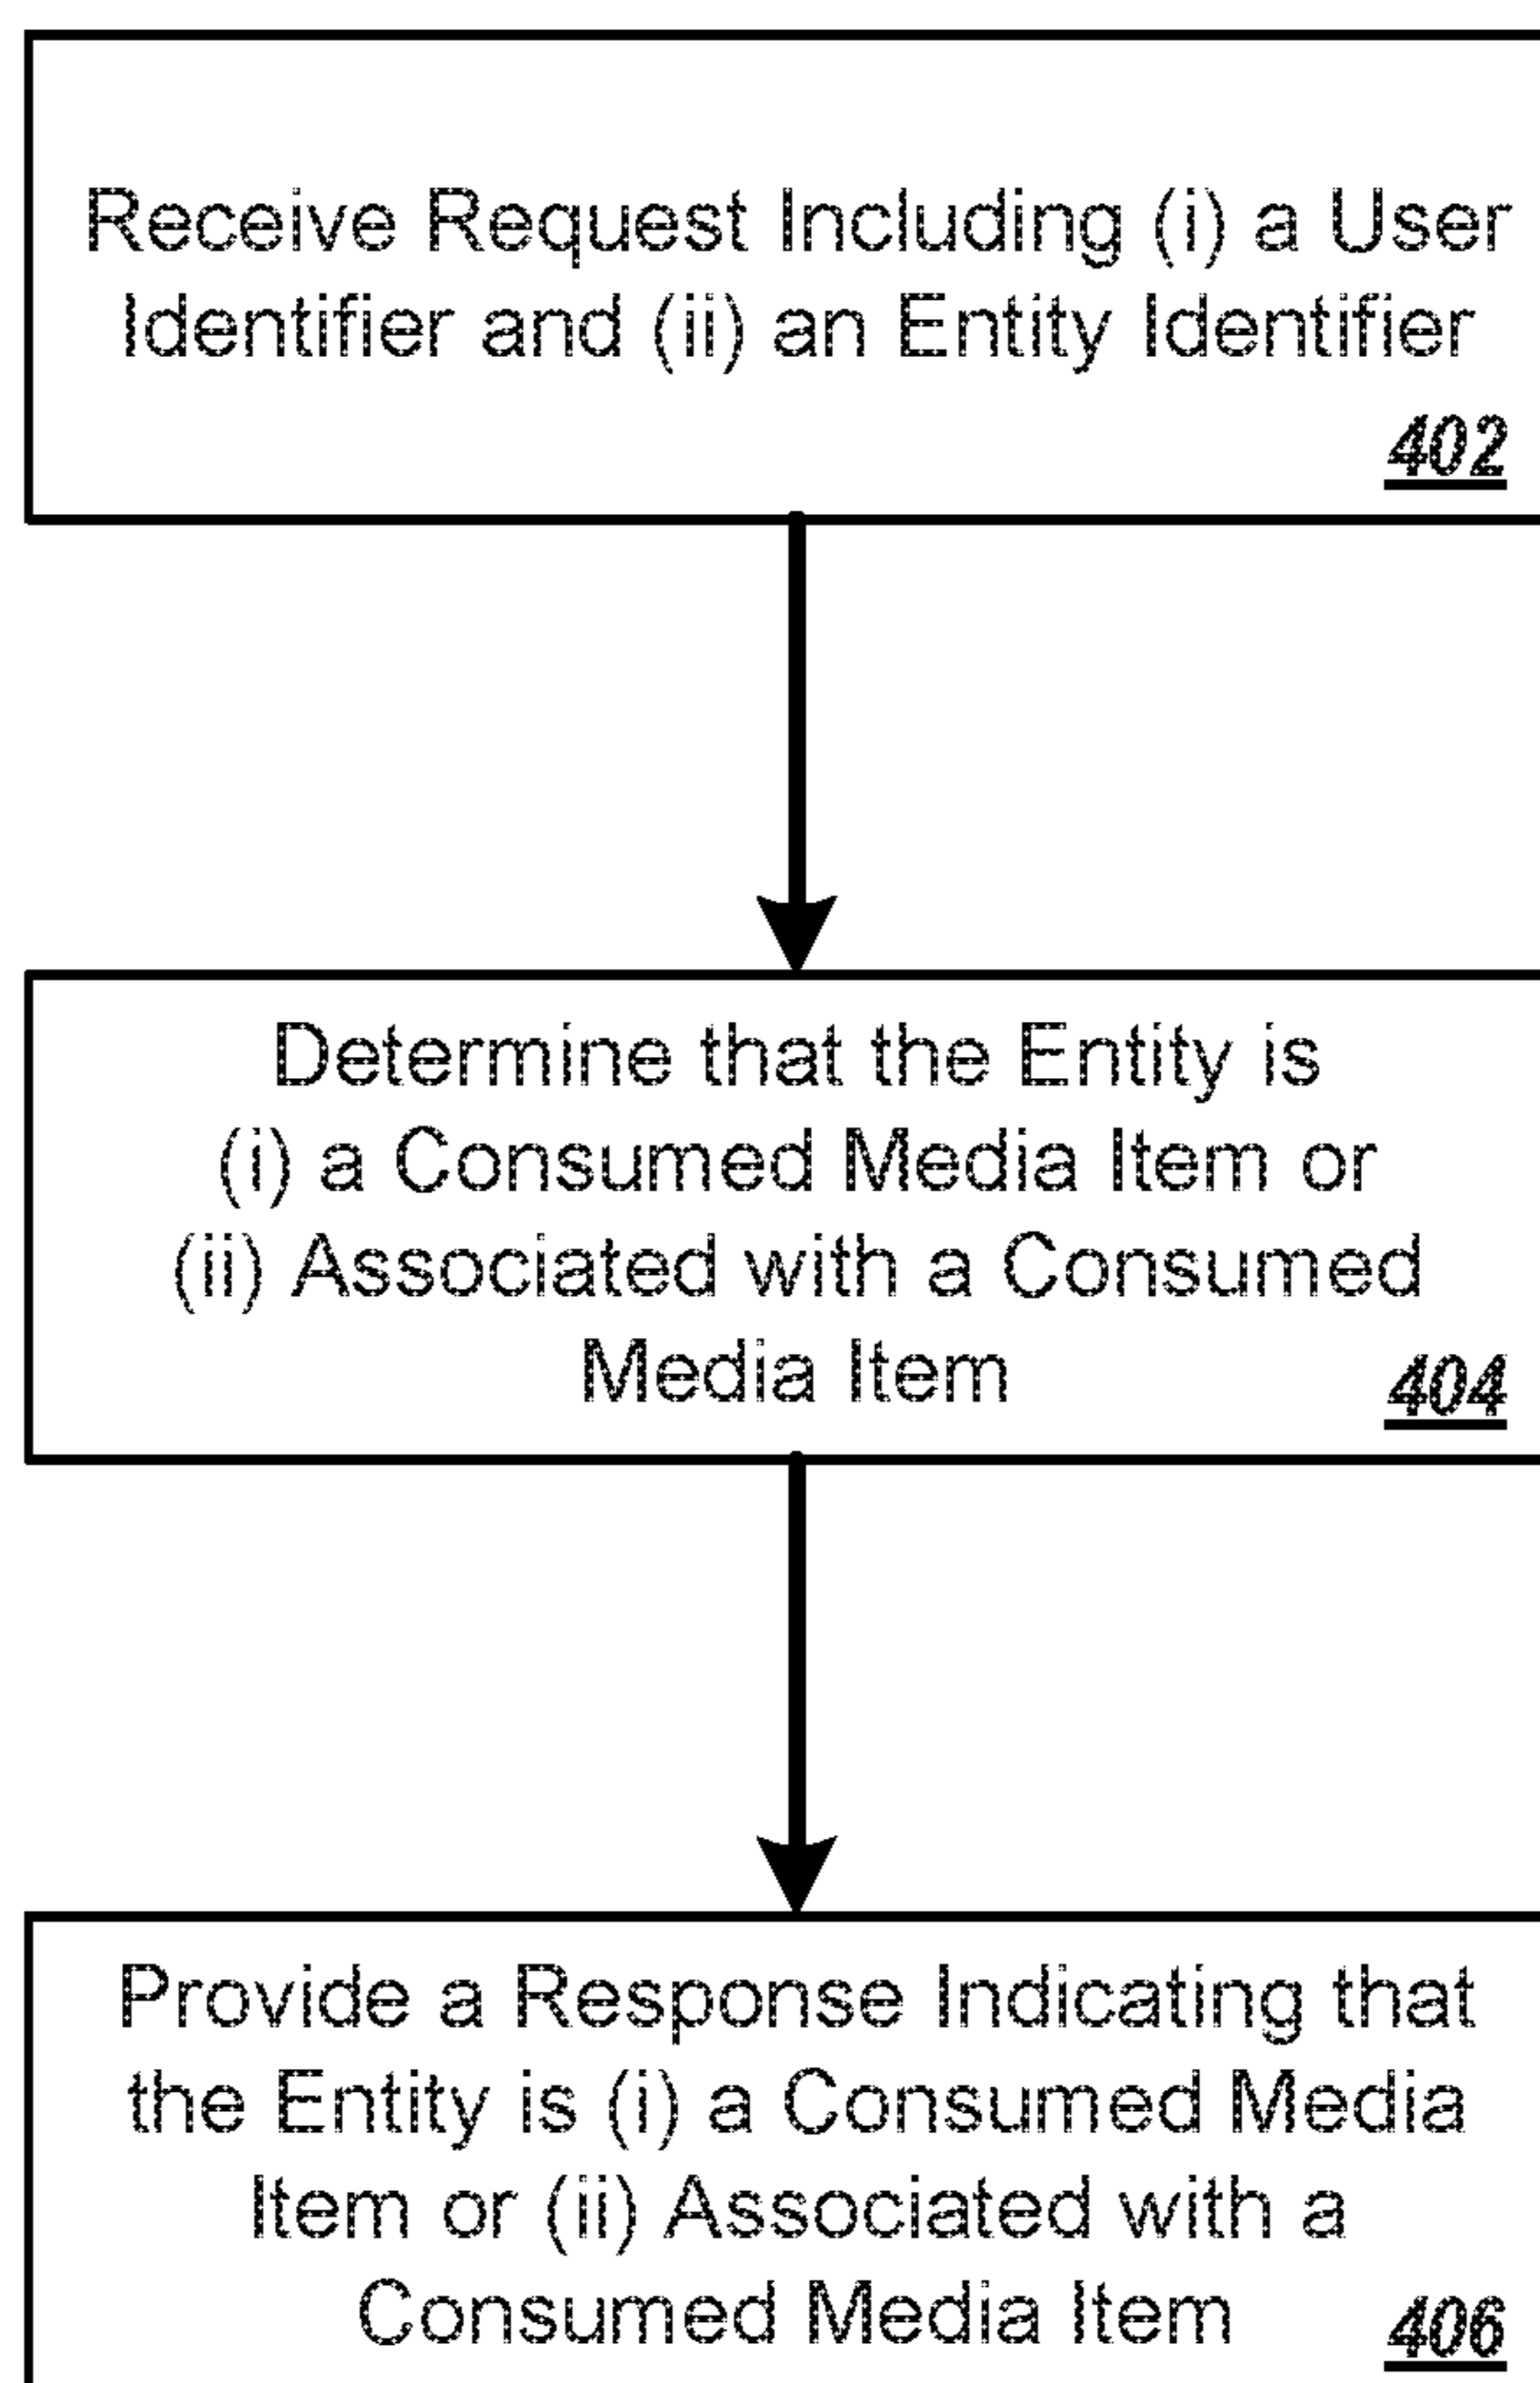 Receive Request Including (i) a User
Identifier and (ii) an Entity Identifier
402
Determine that the Entity is
(i) a Consumed Media Item or
(ii) Associated with a Consumed
Media Item
404
Provide a Response Indicating that
the Entity is (i) a Consumed Media
Item or (ii) Associated with a
Consumed Media Item
406